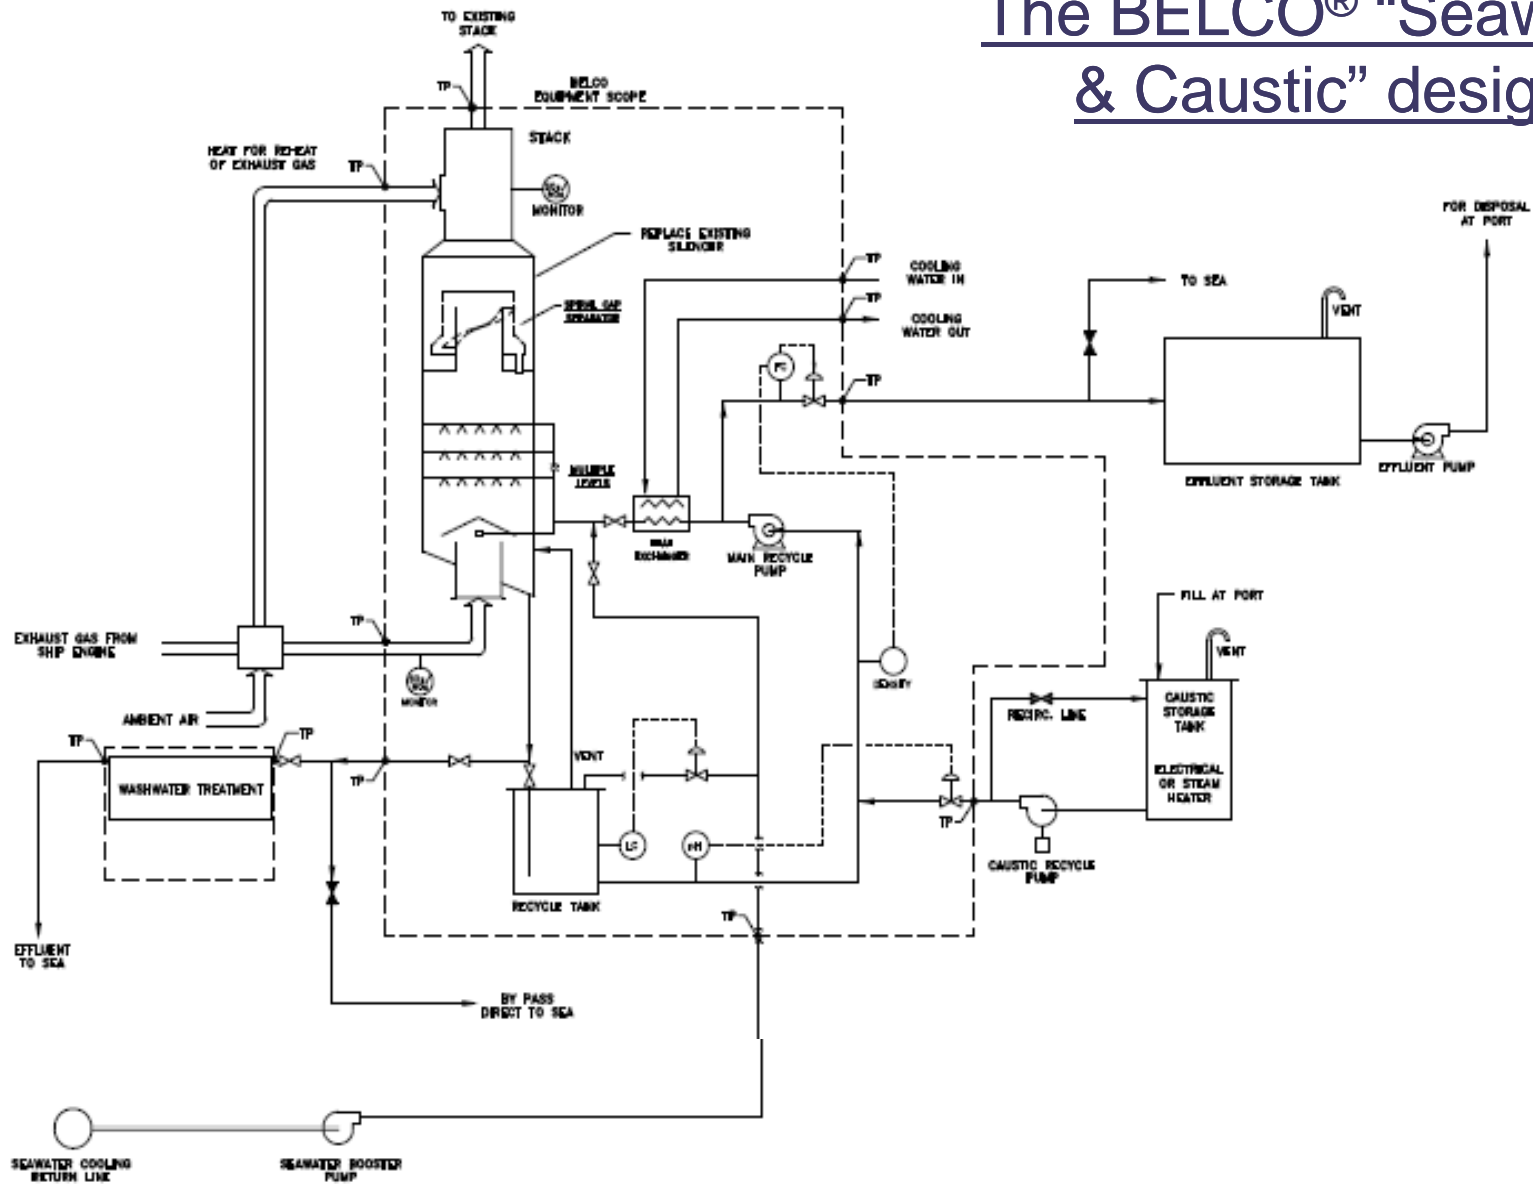 The BELCO® “Seaw
& Caustic” desig
TO EXISTING
STACK
TP
BELCO
EQUIPMENT SCOPE
STACK
HEAT FOR REHEAT
OF EXHAUST GAS
TP
MONITOR
REPLACE EXISTING
SILENCER
FOR DISPOSAL
AT PORT
TP
COOLING
WATER IN
TO SEA
TP
COOLING
WATER OUT
VENT
SPIRAL CAP
SEPARATOR
TP
MULTIPLE
LEVELS
EFFLUENT PUMP
EFFLUENT STORAGE TANK
EXCHANGER
MAIN RECYCLE
PUMP
FILL AT PORT
TP
EXHAUST GAS FROM
SHIP ENGINE
VENT
MONITOR
DENSITY
CAUSTIC
STORAGE
TANK
RECIRC. LINE
AMBIENT AIR
TP
TP
VENT
TP
WASHWATER TREATMENT
ELECTRICAL
OR STEAM
HEATER
TP
pH
CAUSTIC RECYCLE
PUMP
RECYCLE TANK
TP
EFFLUENT
TO SEA
BY PASS
DIRECT TO SEA
SEAWATER COOLING
RETURN LINE
SEAWATER BOOSTER
PUMP